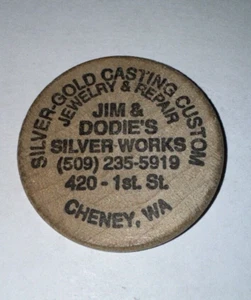 SILVER-GOLD CASTING CUSTOM
JEWELRY & REPAIR
JIM &
DODIE'S
SILVER WORKS
(509) 235-5919
420 - 1st. St.
CHENEY, WA